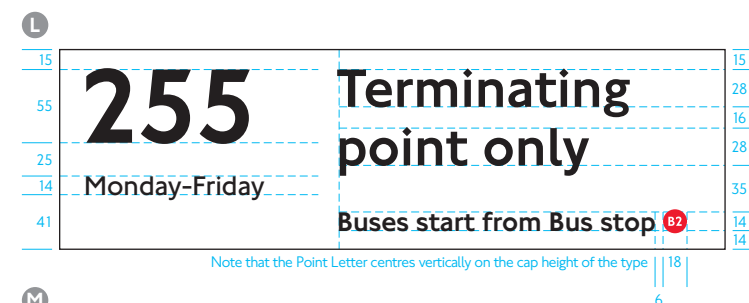 L
15
55
25
14
41
255
Monday-Friday
Terminating
point only
Buses start from Bus stop B2
15
28
16
28
35
14
14
Note that the Point Letter centres vertically on the cap height of the type
18
6
M